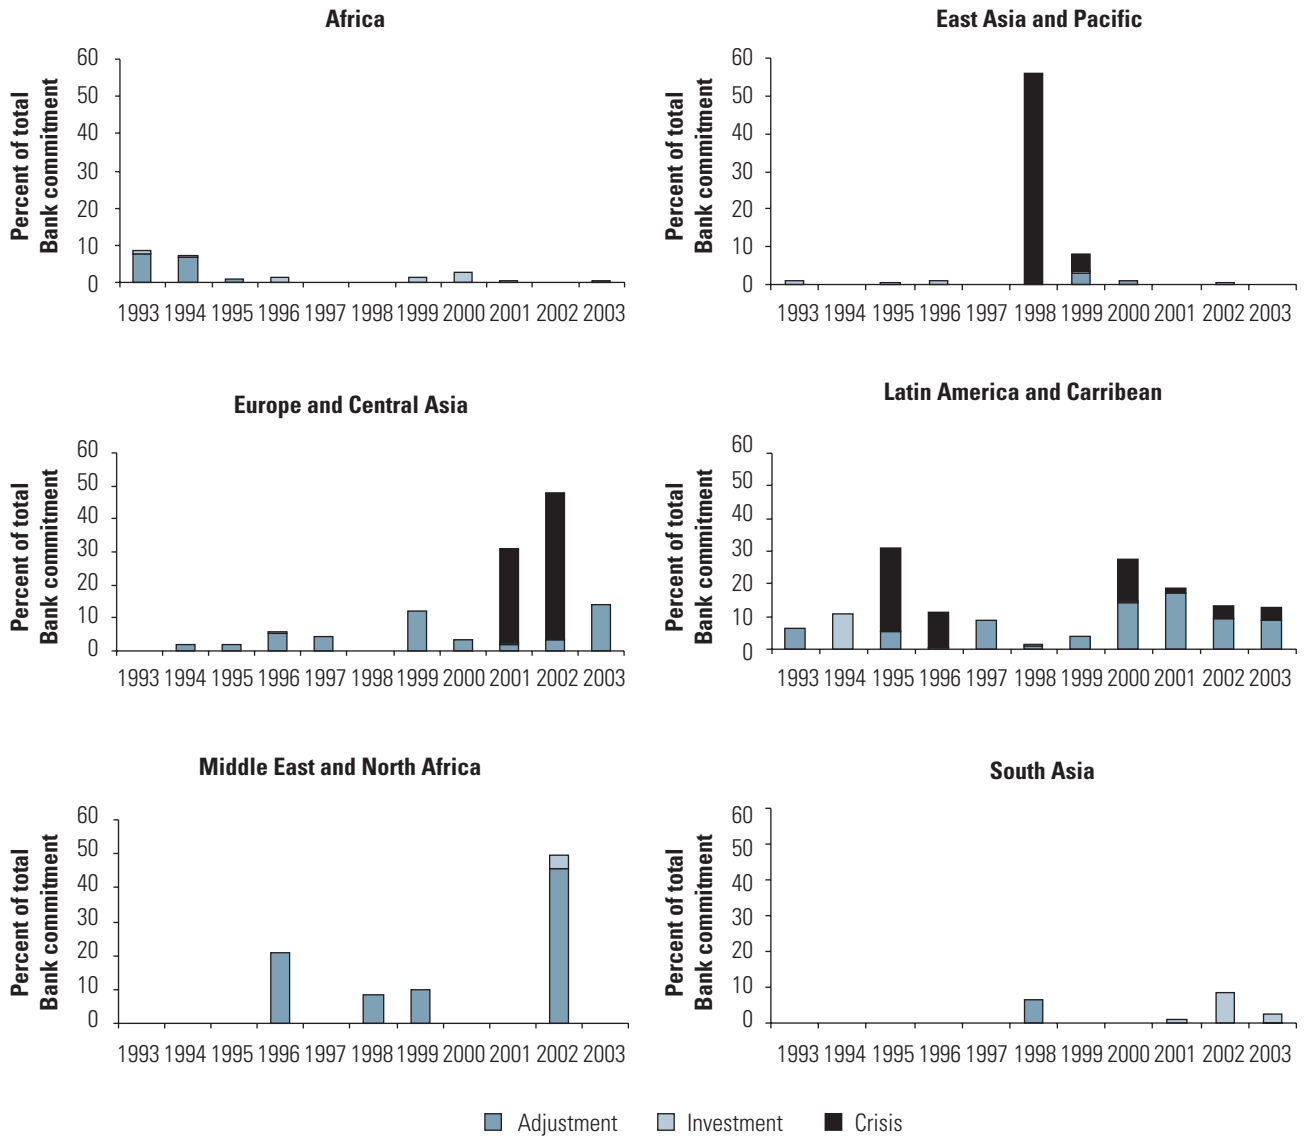 Africa
Percent of total
Bank commitment
60
50
40
30
20
10
0
1993 1994 1995 1996 1997 1998 1999 2000 2001 2002 2003
East Asia and Pacific
Percent of total
Bank commitment
60
50
40
30
20
10
0
1993 1994 1995 1996 1997 1998 1999 2000 2001 2002 2003
Europe and Central Asia
Percent of total
Bank commitment
60
50
40
30
20
10
0
1993 1994 1995 1996 1997 1998 1999 2000 2001 2002 2003
Latin America and Carribean
Percent of total
Bank commitment
60
50
40
30
20
10
0
1993 1994 1995 1996 1997 1998 1999 2000 2001 2002 2003
Middle East and North Africa
Percent of total
Bank commitment
60
50
40
30
20
10
0
1993 1994 1995 1996 1997 1998 1999 2000 2001 2002 2003
South Asia
Percent of total
Bank commitment
60
50
40
30
20
10
0
1993 1994 1995 1996 1997 1998 1999 2000 2001 2002 2003
Adjustment Investment Crisis